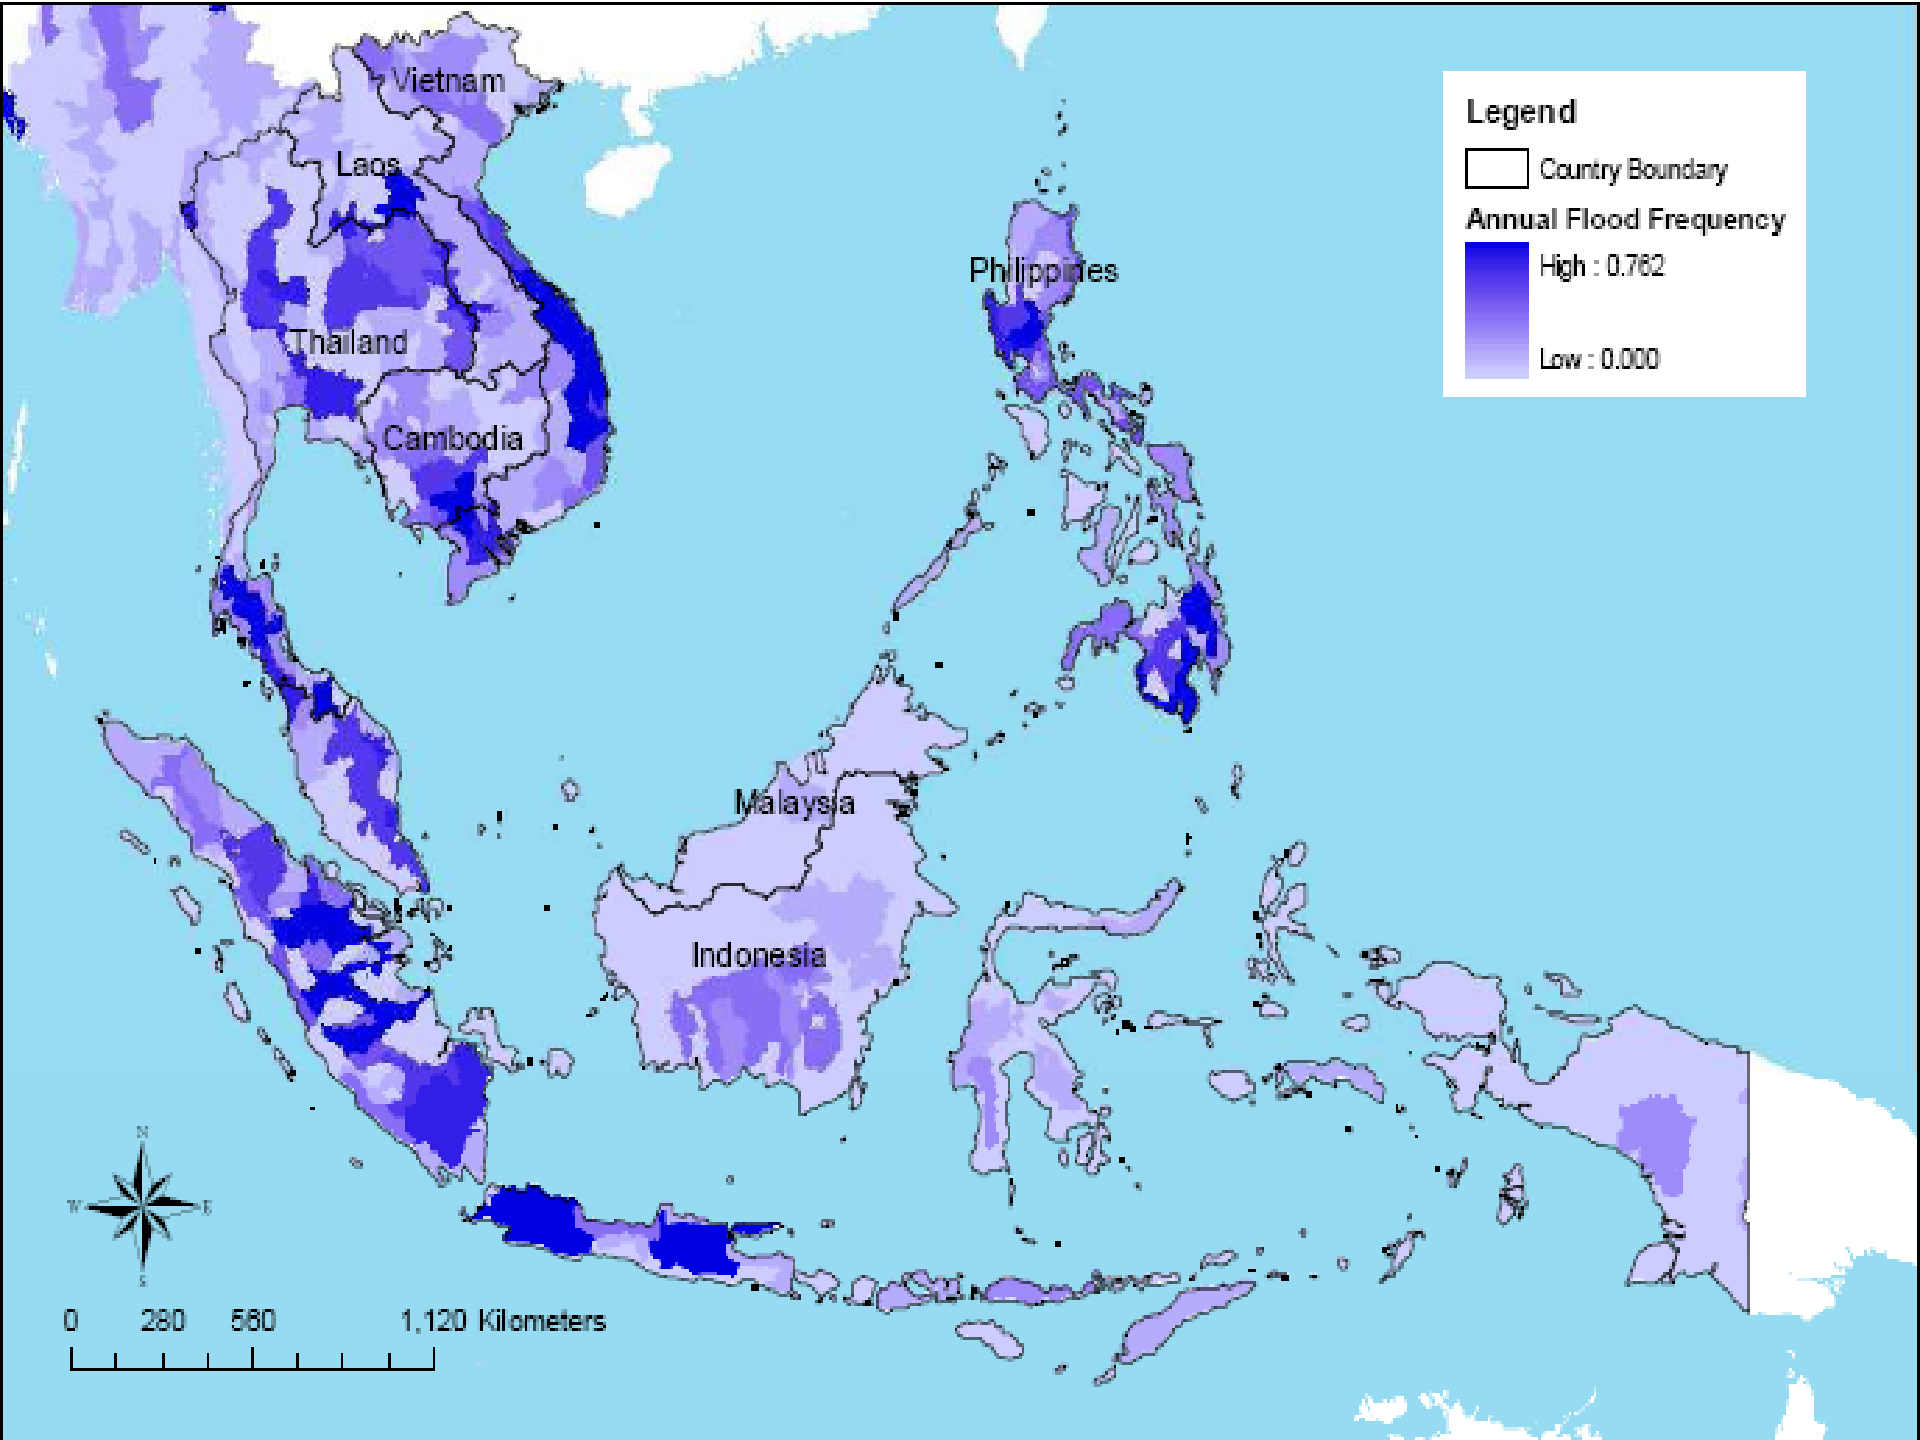 Vietnam
Laos
Thailand
Cambodia
Philippines
Malaysia
Indonesia
Legend
Country Boundary
Annual Flood Frequency
High : 0.762
Low : 0.000
N
W E
S
0 280 560 1,120 Kilometers